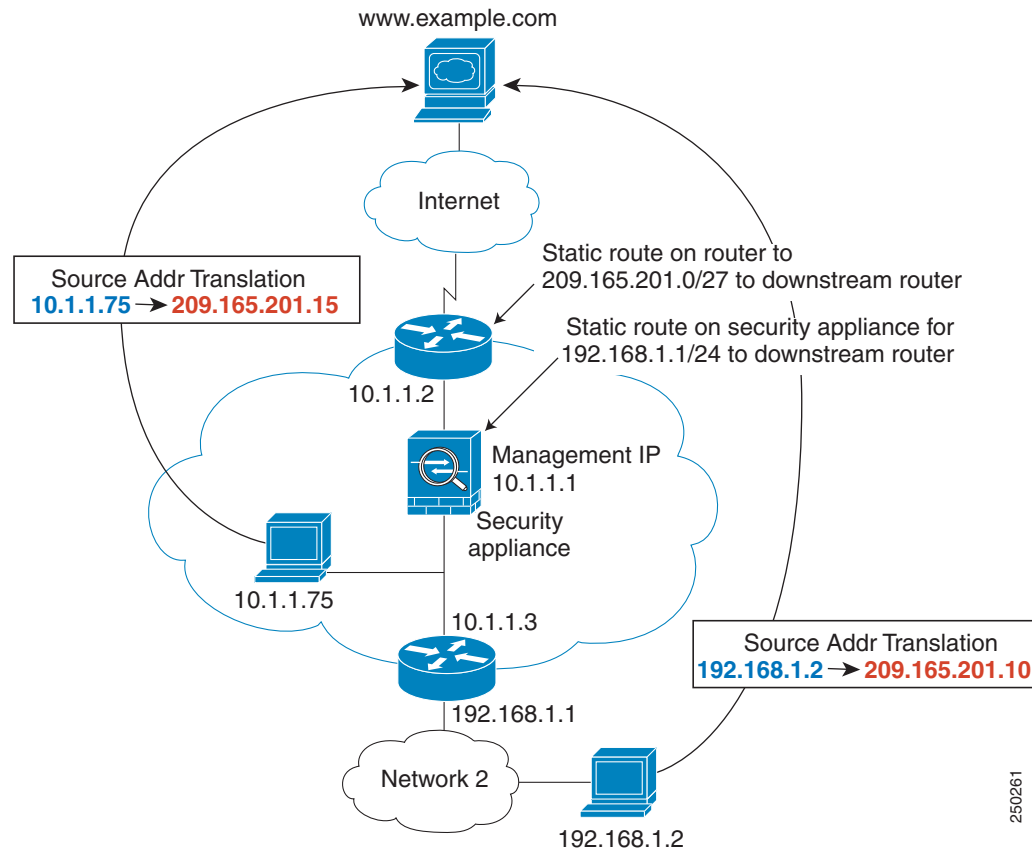 www.example.com
Internet
Static route on router to
209.165.201.0/27 to downstream router
Source Addr Translation
10.1.1.75 → 209.165.201.15
Static route on security appliance for
192.168.1.1/24 to downstream router
10.1.1.2
Management IP
10.1.1.1
Security
appliance
10.1.1.75
10.1.1.3
Source Addr Translation
192.168.1.2 → 209.165.201.10
192.168.1.1
Network 2
192.168.1.2
250261